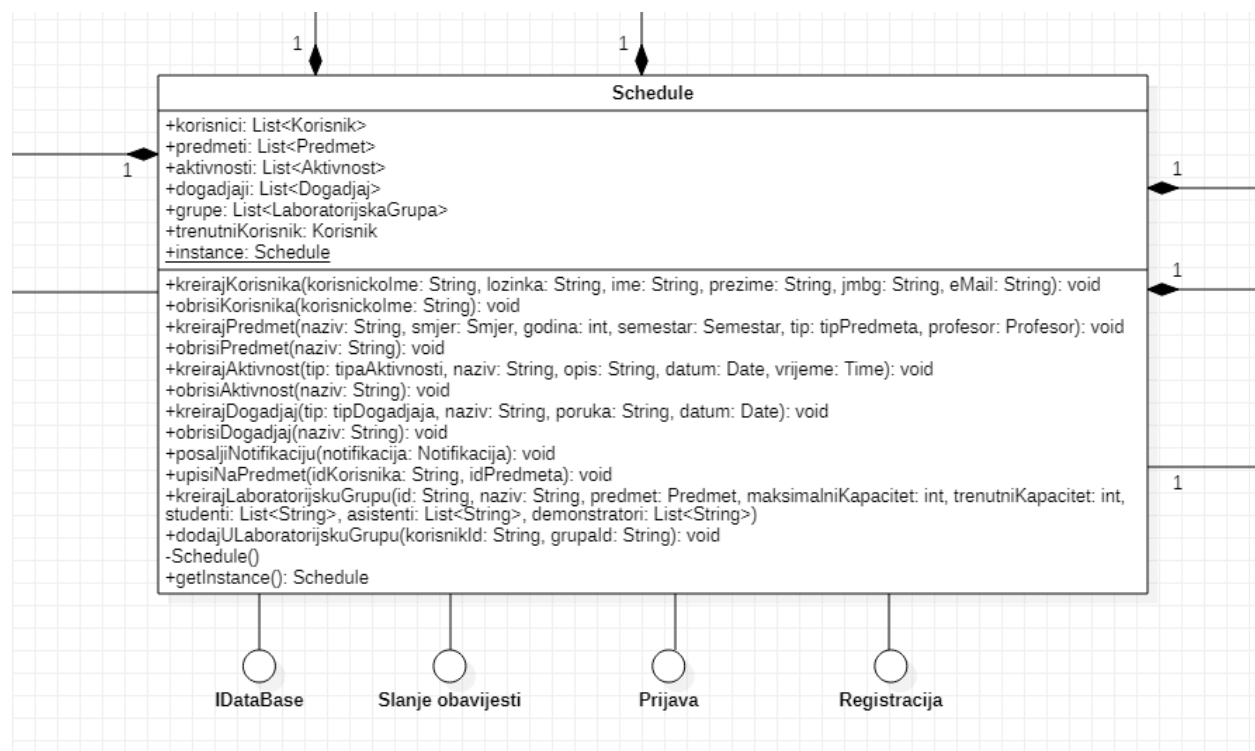 1
1
Schedule
+korisnici: List<Korisnik>
+predmeti: List<Predmet>
+aktivnosti: List<Aktivnost>
1
1
+dogadjaji: List<Dogadjaj>
+grupe: List<LaboratorijskaGrupa>
+trenutniKorisnik: Korisnik
+instance: Schedule
1
+kreirajKorisnika(korisnickoIme: String, lozinka: String, ime: String, prezime: String, jmbg: String, eMail: String): void
+obrisiKorisnika(korisnickoIme: String): void
+kreirajPredmet(naziv: String, smjer: Smjer, godina: int, semestar: Semestar, tip: tipPredmeta, profesor: Profesor): void
+obrisiPredmet(naziv: String): void
+kreirajAktivnost(tip: tipaAktivnosti, naziv: String, opis: String, datum: Date, vrijeme: Time): void
+obrisiAktivnost(naziv: String): void
+kreirajDogadjaj(tip: tipDogadjaja, naziv: String, poruka: String, datum: Date): void
+obrisiDogadjaj(naziv: String): void
+posaljiNotifikaciju(notifikacija: Notifikacija): void
+upisiNaPredmet(idKorisnika: String, idPredmeta): void
1
+kreirajLaboratorijskuGrupu(id: String, naziv: String, predmet: Predmet, maksimalniKapacitet: int, trenutniKapacitet: int,
studenti: List<String>, asistenti: List<String>, demonstratori: List<String>)
+dodajULaboratorijskuGrupu(korisnikId: String, grupaId: String): void
-Schedule()
+getInstance(): Schedule
IDataBase
Slanje obavijesti
Prijava
Registracija